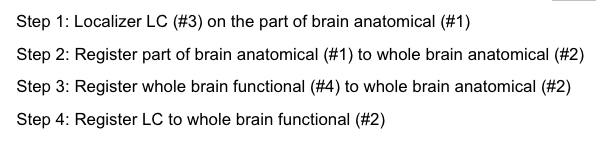 Step 1: Localizer LC (#3) on the part of brain anatomical (#1)
Step 2: Register part of brain anatomical (#1) to whole brain anatomical (#2)
Step 3: Register whole brain functional (#4) to whole brain anatomical (#2)
Step 4: Register LC to whole brain functional (#2)